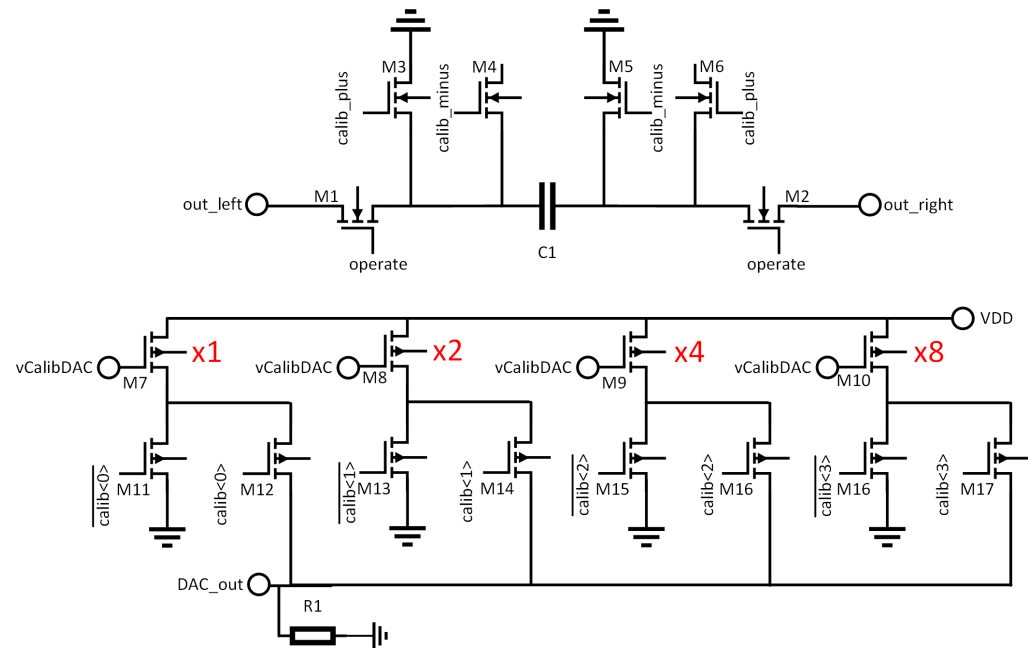 M3
M4
M5
M6
calib_plus
calib_minus
calib_minus
calib_plus
M1
M2
out_left
out_right
C1
operate
operate
VDD
x1
x2
x4
x8
vCalibDAC
vCalibDAC
vCalibDAC
vCalibDAC
M7
M8
M9
M10
calib<0>
calib<0>
calib<1>
calib<1>
calib<2>
calib<2>
calib<3>
calib<3>
M11
M12
M13
M14
M15
M16
M16
M17
DAC_out
R1